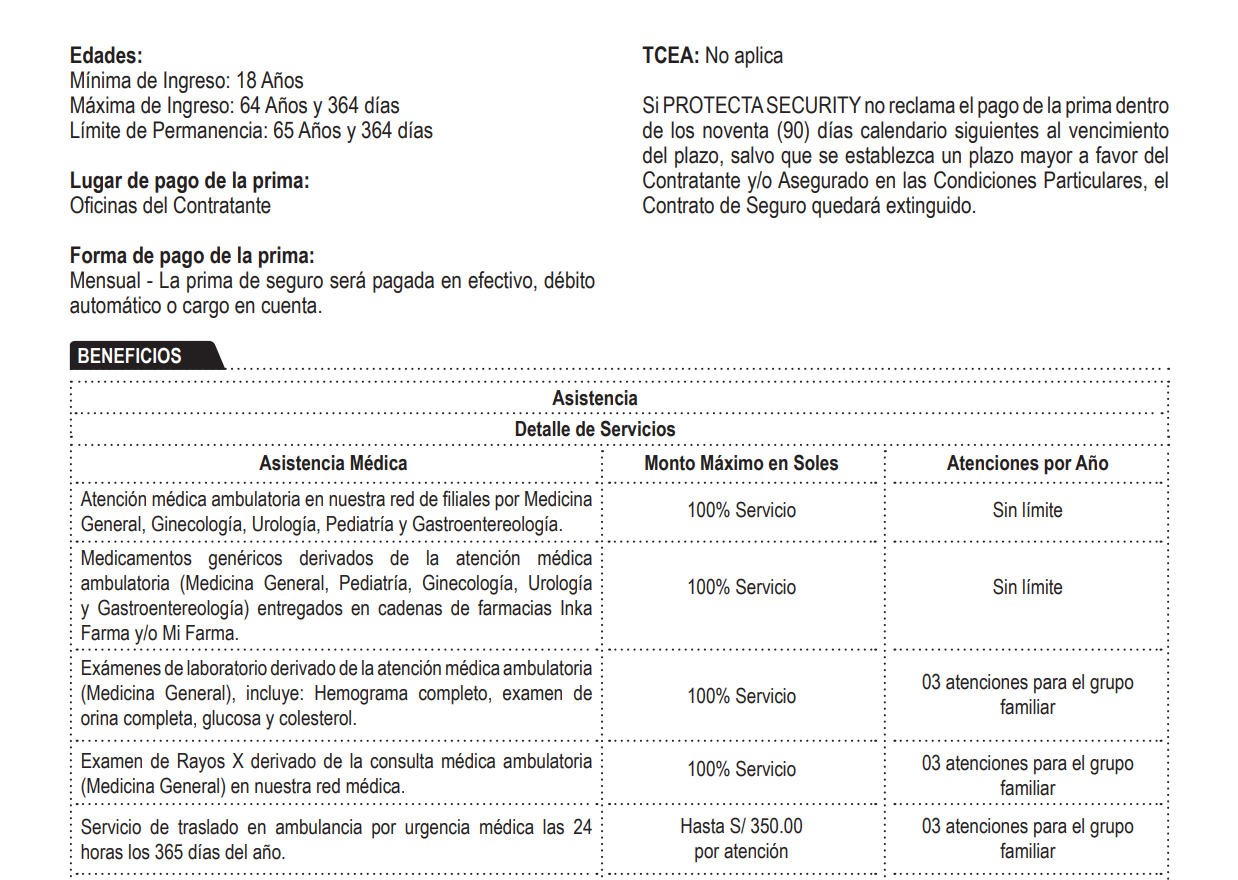 Edades:
Mínima de Ingreso: 18 Años
Máxima de Ingreso: 64 Años y 364 días
Límite de Permanencia: 65 Años y 364 días
Lugar de pago de la prima:
Oficinas del Contratante
Forma de pago de la prima:
Mensual - La prima de seguro será pagada en efectivo, débito
automático o cargo en cuenta.
TCEA: No aplica
Si PROTECTA SECURITY no reclama el pago de la prima dentro
de los noventa (90) días calendario siguientes al vencimiento
del plazo, salvo que se establezca un plazo mayor a favor del
Contratante y/o Asegurado en las Condiciones Particulares, el
Contrato de Seguro quedará extinguido.
BENEFICIOS
Asistencia
Detalle de Servicios
Asistencia Médica
Monto Máximo en Soles
Atenciones por Año
Atención médica ambulatoria en nuestra red de filiales por Medicina
General, Ginecología, Urología, Pediatría y Gastroentereología.
100% Servicio
Sin límite
Medicamentos genéricos derivados de la atención médica
ambulatoria (Medicina General, Pediatría, Ginecología, Urología
y Gastroentereología) entregados en cadenas de farmacias Inka
Farma y/o Mi Farma.
100% Servicio
Sin límite
Exámenes de laboratorio derivado de la atención médica ambulatoria
(Medicina General), incluye: Hemograma completo, examen de
orina completa, glucosa y colesterol.
100% Servicio
03 atenciones para el grupo
familiar
Examen de Rayos X derivado de la consulta médica ambulatoria
(Medicina General) en nuestra red médica.
100% Servicio
03 atenciones para el grupo
familiar
Servicio de traslado en ambulancia por urgencia médica las 24
horas los 365 días del año.
Hasta S/ 350.00
por atención
03 atenciones para el grupo
familiar